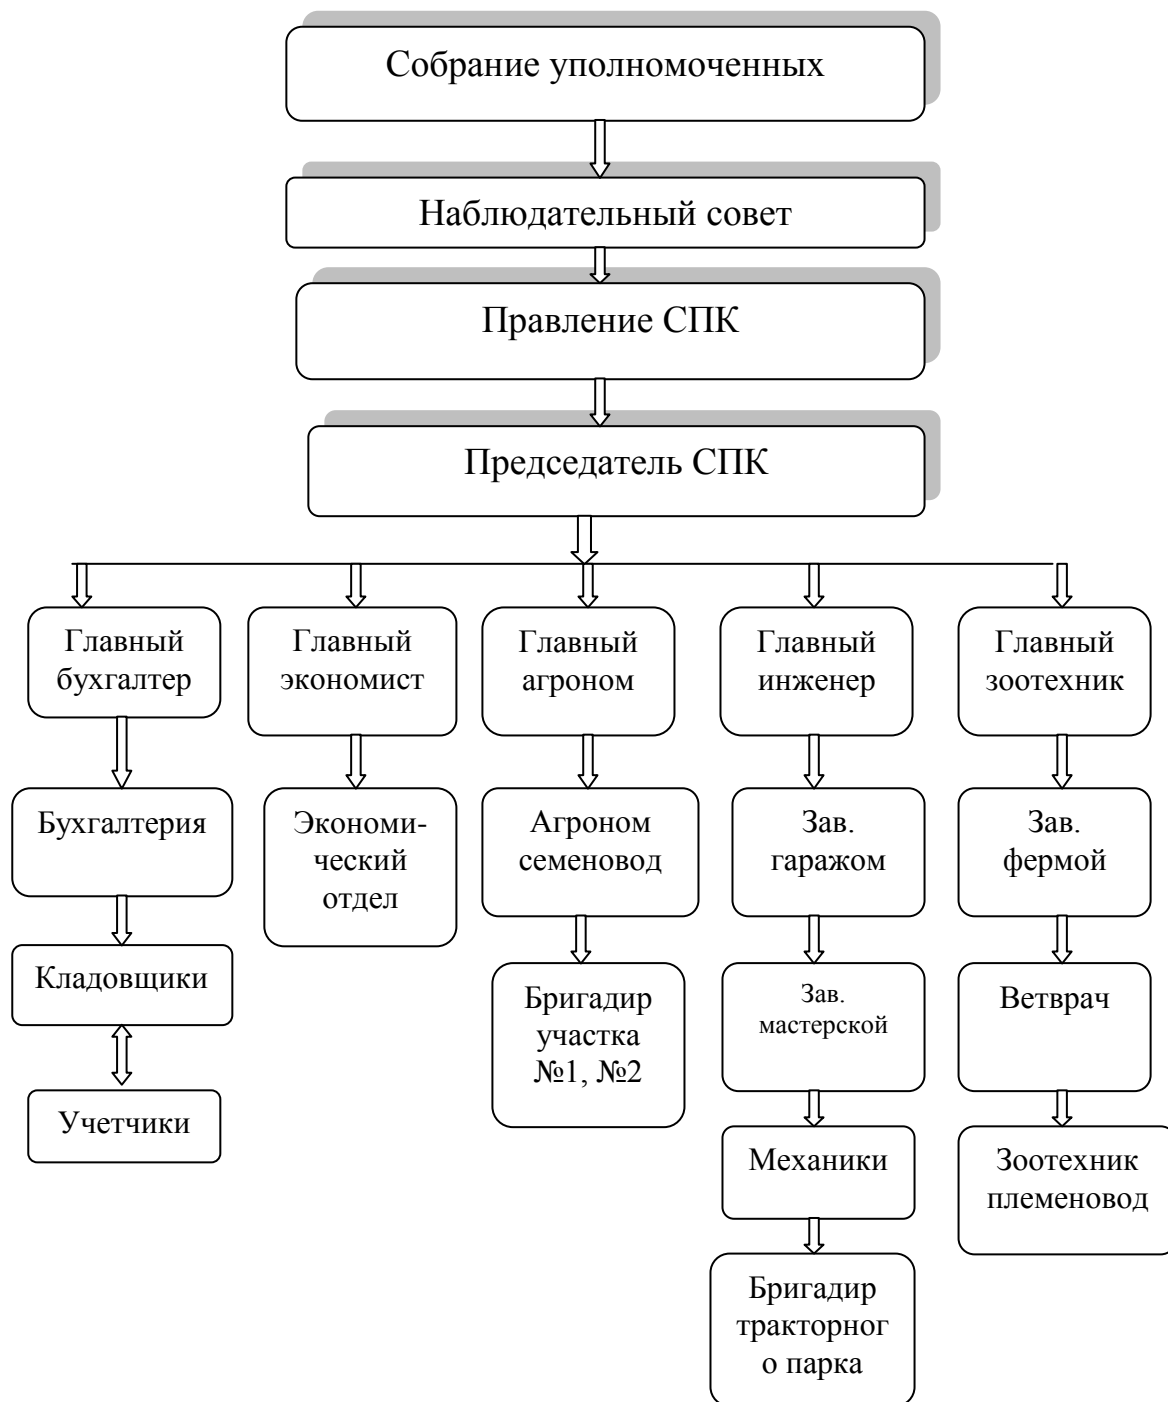 Собрание уполномоченных
Наблюдательный совет
Правление СПК
Председатель СПК
Главный
бухгалтер
Главный
экономист
Главный
агроном
Главный
инженер
Главный
зоотехник
Бухгалтерия
Экономи-
ческий
отдел
Агроном
семеновод
Зав.
гаражом
Зав.
фермой
Кладовщики
Бригадир
участка
№1, №2
Зав.
мастерской
Ветврач
Учетчики
Механики
Зоотехник
племеновод
Бригадир
тракторног
о парка